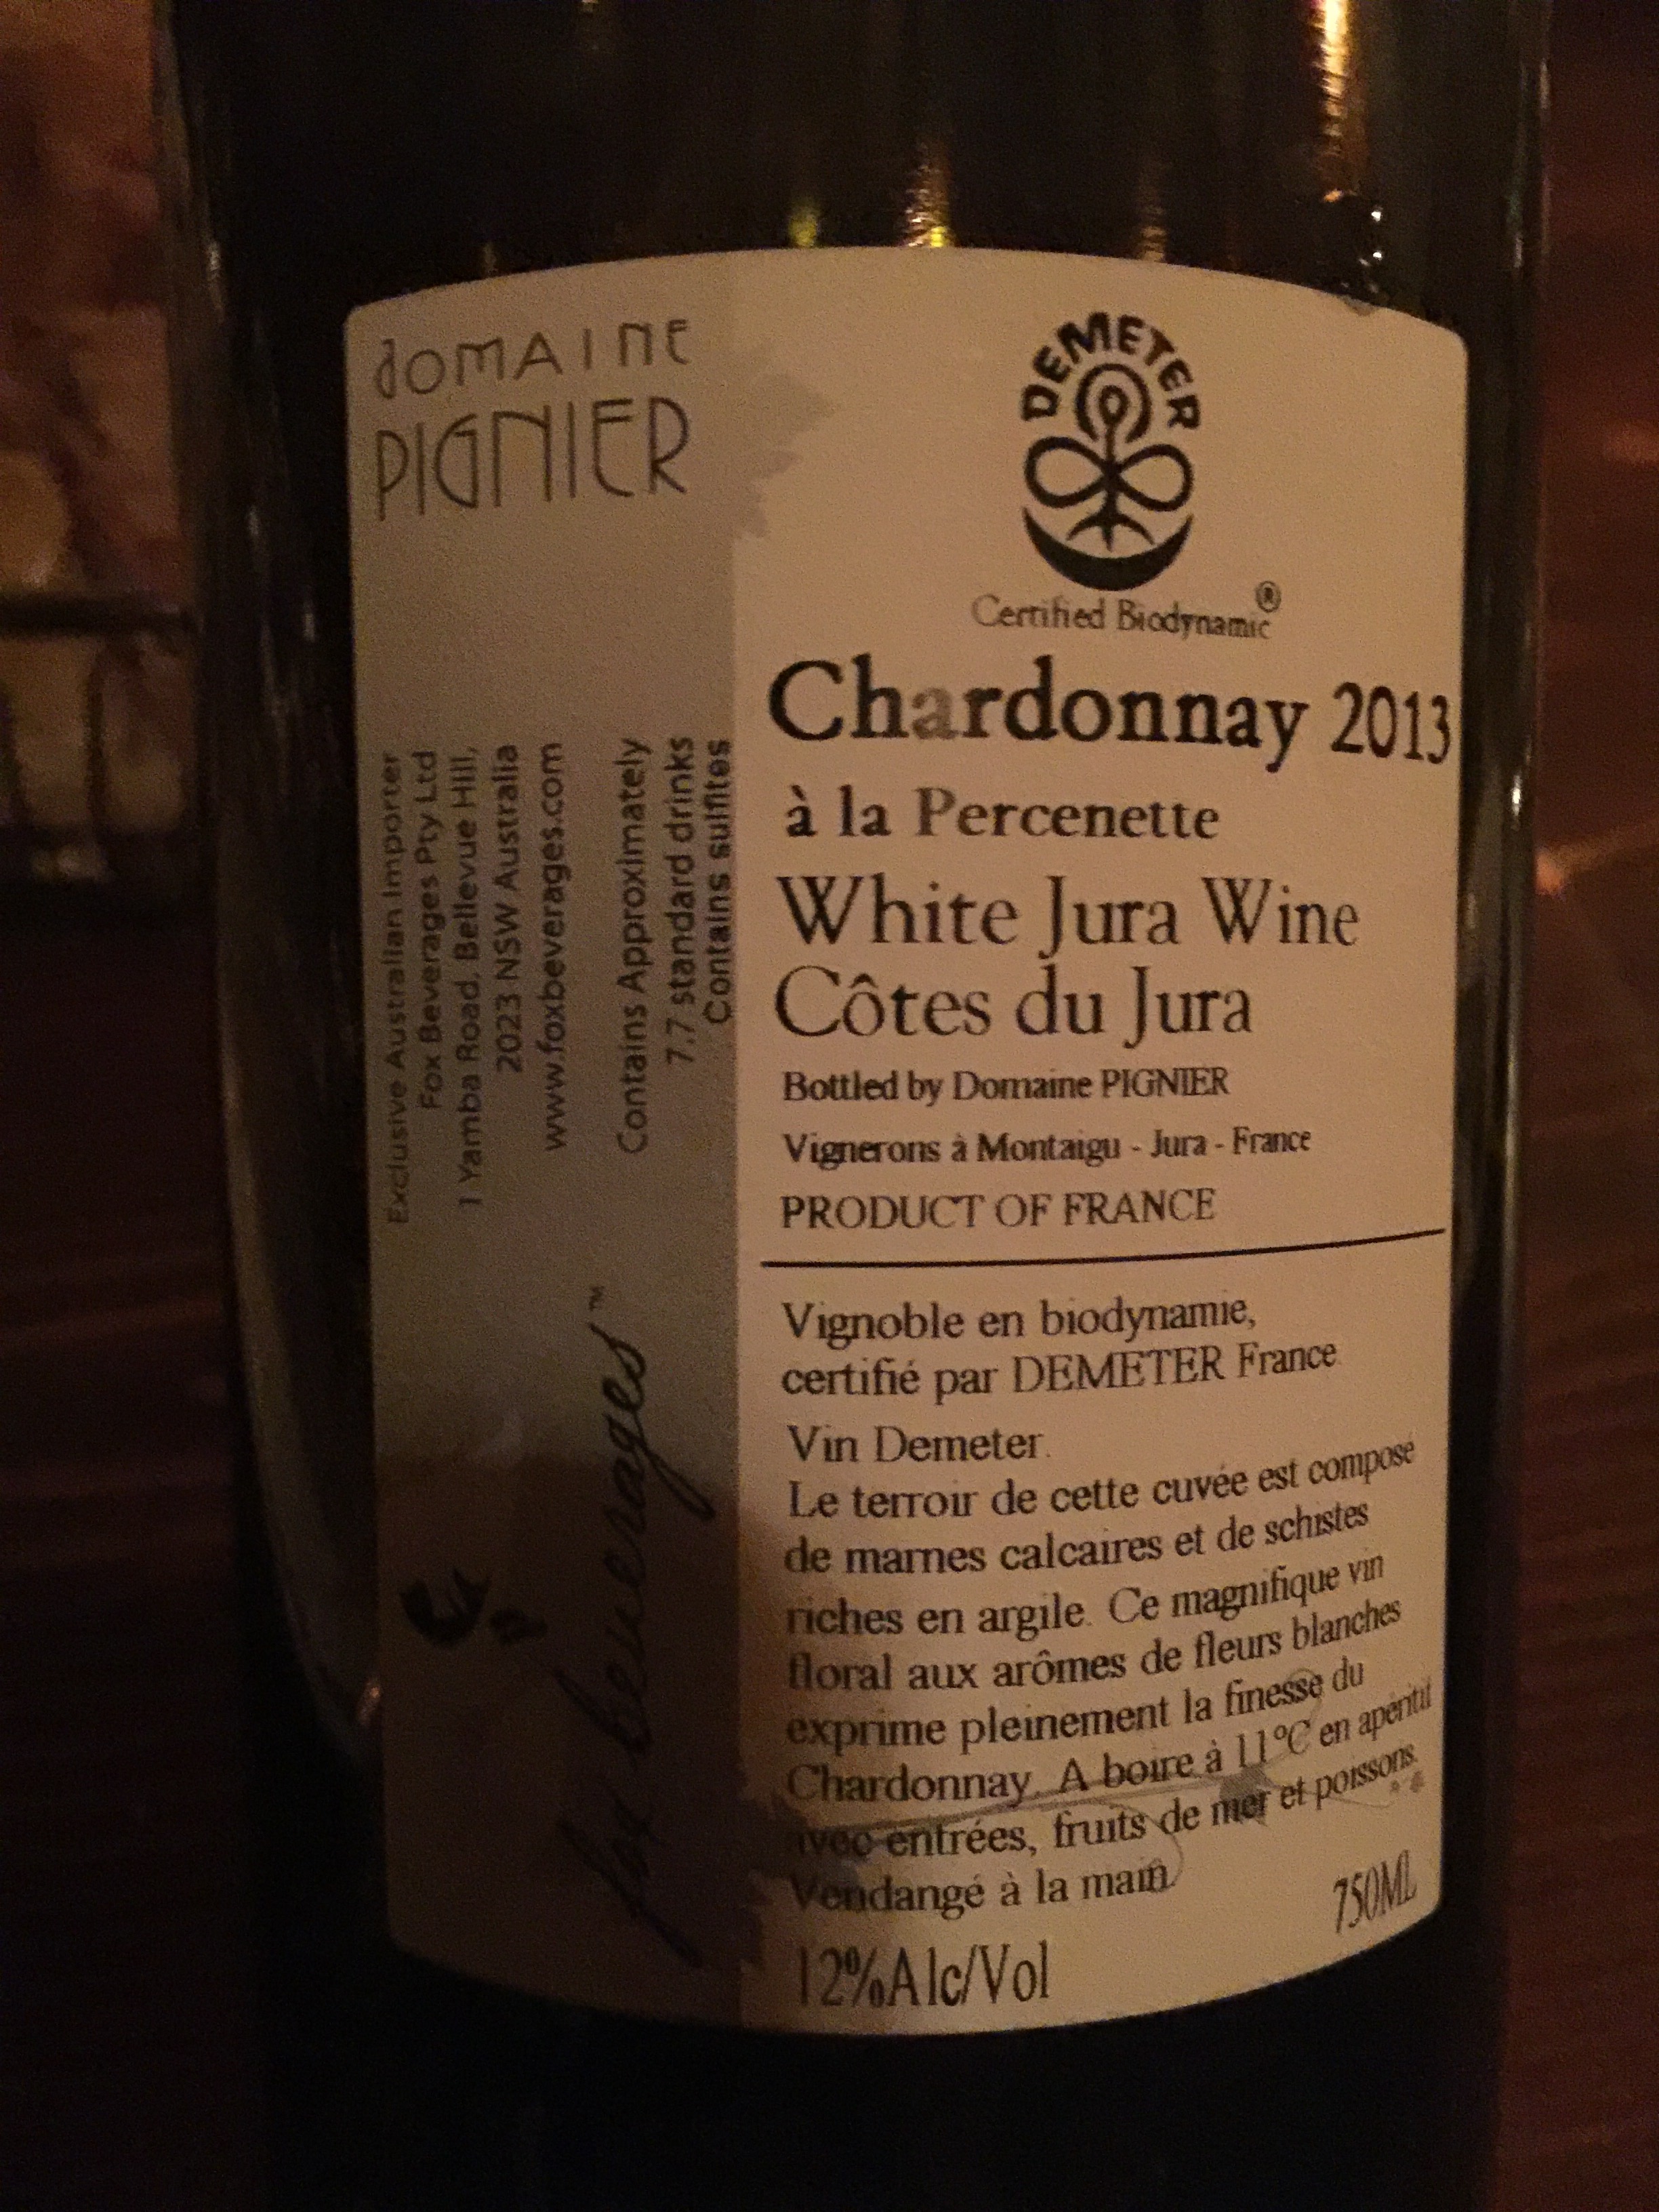 dOMAINE
PIGNIER
Exclusive Australian Importer
Fox Beverages Pty Ltd
1 Yamba Road, Bellevue Hill,
2023 NSW Australia
www.foxbeverages.com
Contains Approximately
7.7 standard drinks
Contains sulfites
fox beverages™
DEMETER
Certified Biodynamic®
Chardonnay 2013
à la Percenette
White Jura Wine
Côtes du Jura
Bottled by Domaine PIGNIER
Vignerons à Montaigu - Jura - France
PRODUCT OF FRANCE
Vignoble en biodynamie,
certifié par DEMETER France
Vin Demeter.
Le terroir de cette cuvée est composé
de marnes calcaires et de schistes
riches en argile. Ce magnifique vin
floral aux arômes de fleurs blanches
exprime pleinement la finesse du
Chardonnay. A boire à 11°C en apéritif
avec entrées, fruits de mer et poissons.
Vendangé à la main
750ML
12%Alc/Vol